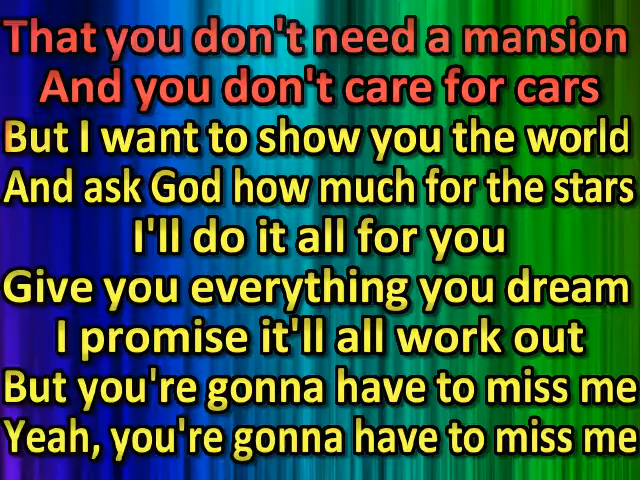 That you don't need a mansion
And you don't care for cars
But I want to show you the world
And ask God how much for the stars
I'll do it all for you
Give you everything you dream
I promise it'll all work out
But you're gonna have to miss me
Yeah, you're gonna have to miss me